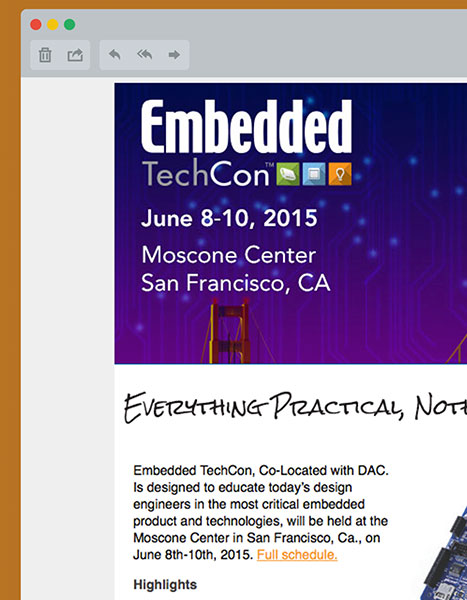 Embedded
TechCon™
June 8-10, 2015
Moscone Center
San Francisco, CA
Everything Practical, Noth
Embedded TechCon, Co-Located with DAC.
Is designed to educate today's design
engineers in the most critical embedded
product and technologies, will be held at the
Moscone Center in San Francisco, Ca., on
June 8th-10th, 2015. Full schedule.
Highlights